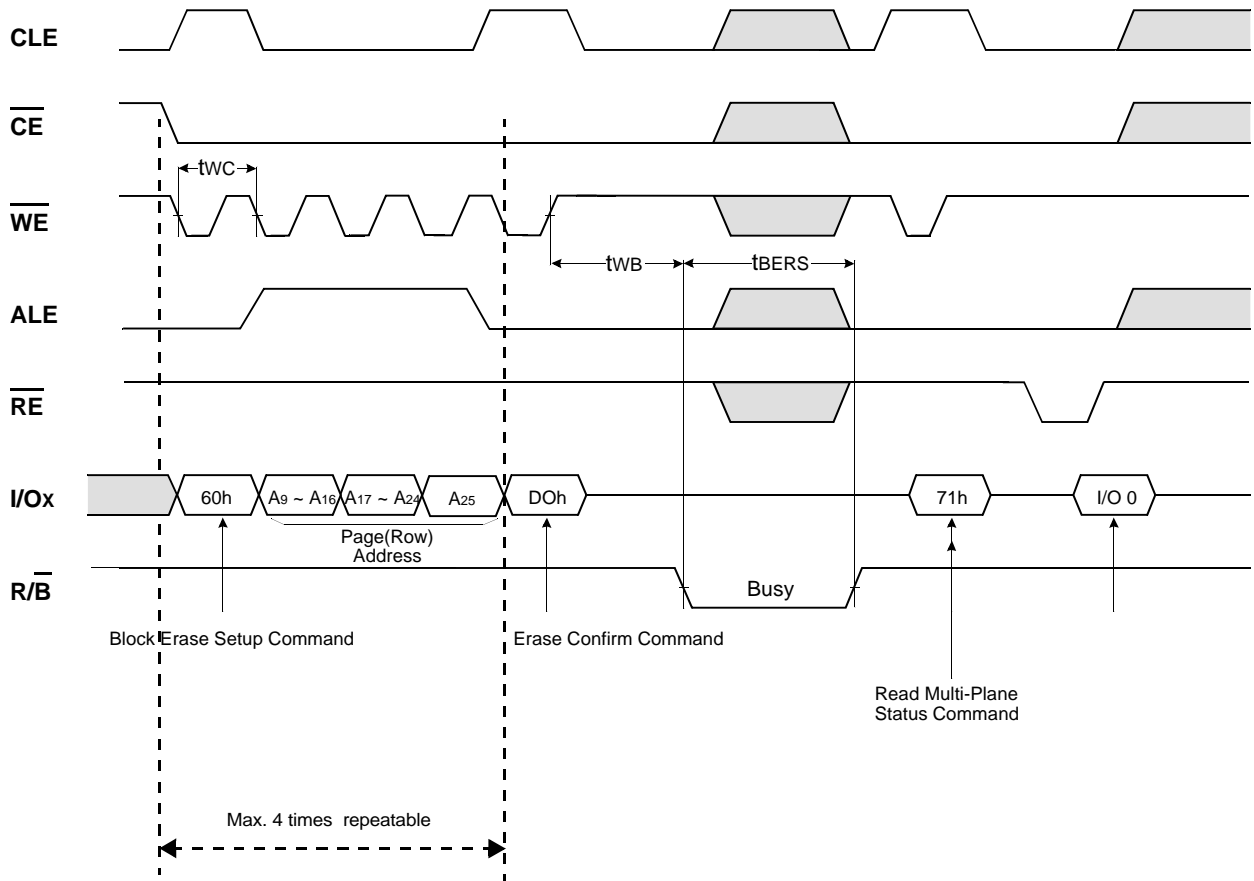 CLE
CE
tWC
WE
tWB
tBERS
ALE
RE
I/Ox
60h
A9 ~ A16
A17 ~ A24
A25
DOh
71h
I/O 0
Page(Row)
Address
R/B
Busy
Block Erase Setup Command
Erase Confirm Command
Read Multi-Plane
Status Command
Max. 4 times repeatable